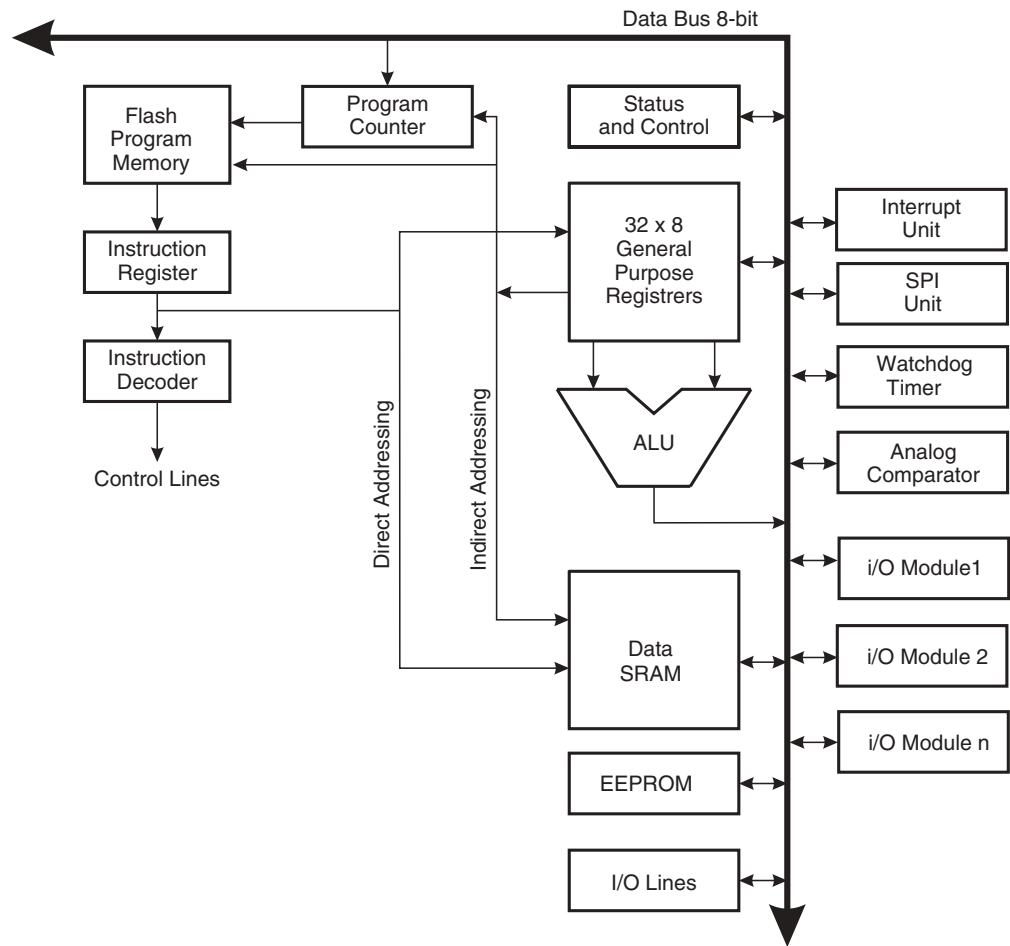 Data Bus 8-bit
Flash
Program
Memory
Program
Counter
Status
and Control
Instruction
Register
32 x 8
General
Purpose
Registrers
Interrupt
Unit
SPI
Unit
Instruction
Decoder
Watchdog
Timer
Control Lines
Direct Addressing
Indirect Addressing
ALU
Analog
Comparator
i/O Module1
Data
SRAM
i/O Module 2
i/O Module n
EEPROM
I/O Lines